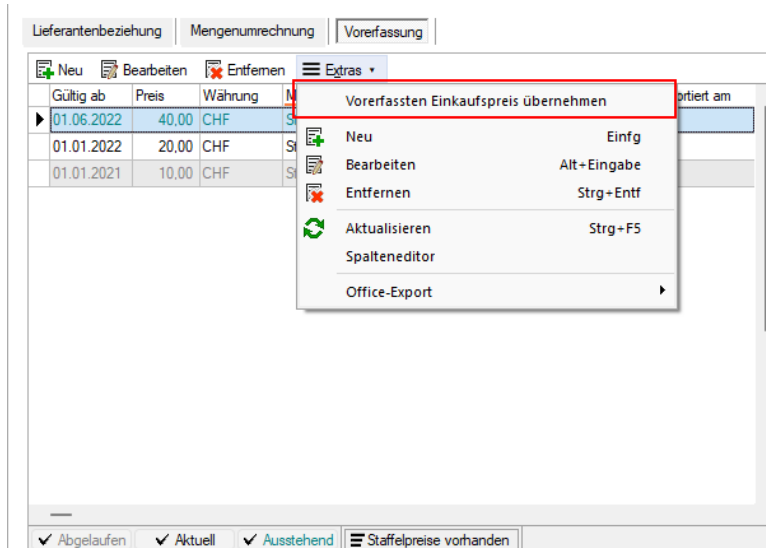 Lieferantenbeziehung Mengenumrechnung Vorerfassung
Neu Bearbeiten Entfernen Extras
Gültig ab Preis Währung
01.06.2022 40,00 CHF
01.01.2022 20,00 CHF
01.01.2021 10,00 CHF
Vorerfassten Einkaufspreis übernehmen
Neu Einfg
Bearbeiten Alt+Eingabe
Entfernen Strg+Entf
Aktualisieren Strg+F5
Spalteneditor
Office-Export
Abgelaufen Aktuell Ausstehend Staffelpreise vorhanden